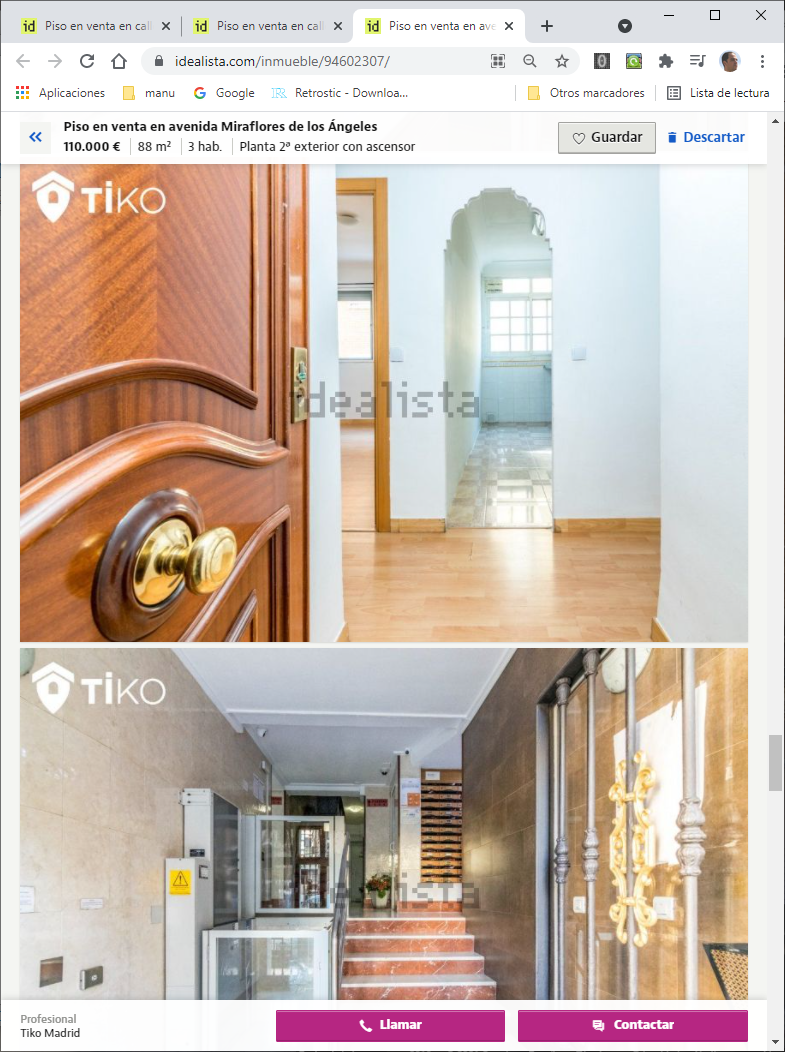 Piso en venta en call
Piso en venta en call
Piso en venta en ave
idealista.com/inmueble/94602307/
Aplicaciones
manu
Google
Retrostic - Downloa...
Otros marcadores
Lista de lectura
Piso en venta en avenida Miraflores de los Ángeles
110.000 € 88 m² 3 hab. Planta 2ª exterior con ascensor
Guardar
Descartar
TiKO
idealista
TiKO
idealista
Profesional
Tiko Madrid
Llamar
Contactar